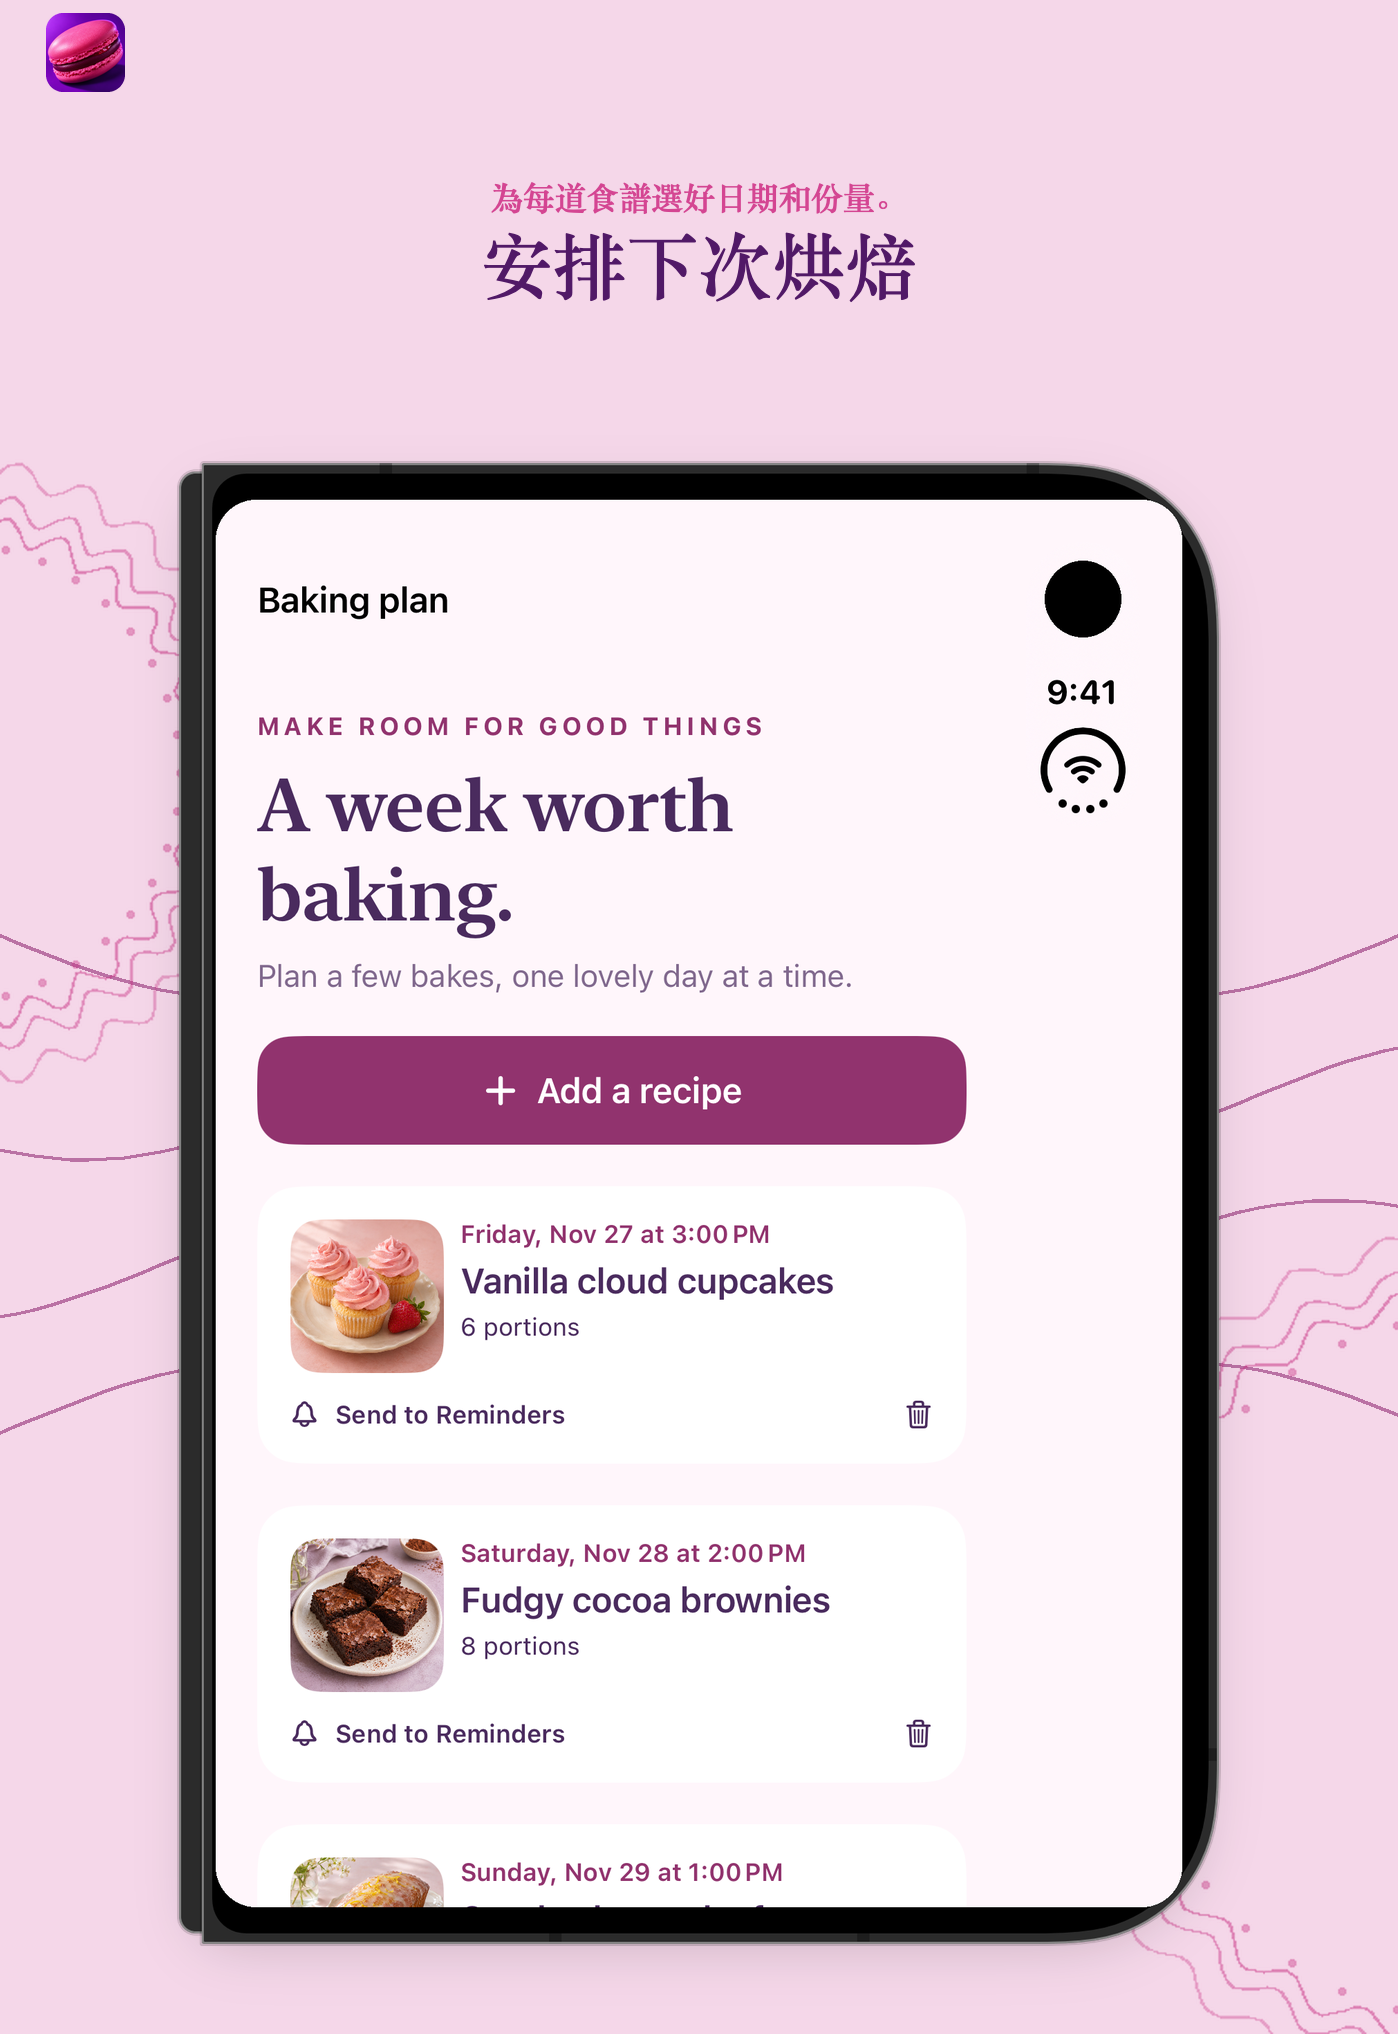 為每道食譜選好日期和份量。
安排下次烘焙
Baking plan
9:41
MAKE ROOM FOR GOOD THINGS
A week worth
baking.
Plan a few bakes, one lovely day at a time.
+ Add a recipe
Friday, Nov 27 at 3:00 PM
Vanilla cloud cupcakes
6 portions
Send to Reminders
Saturday, Nov 28 at 2:00 PM
Fudgy cocoa brownies
8 portions
Send to Reminders
Sunday, Nov 29 at 1:00 PM